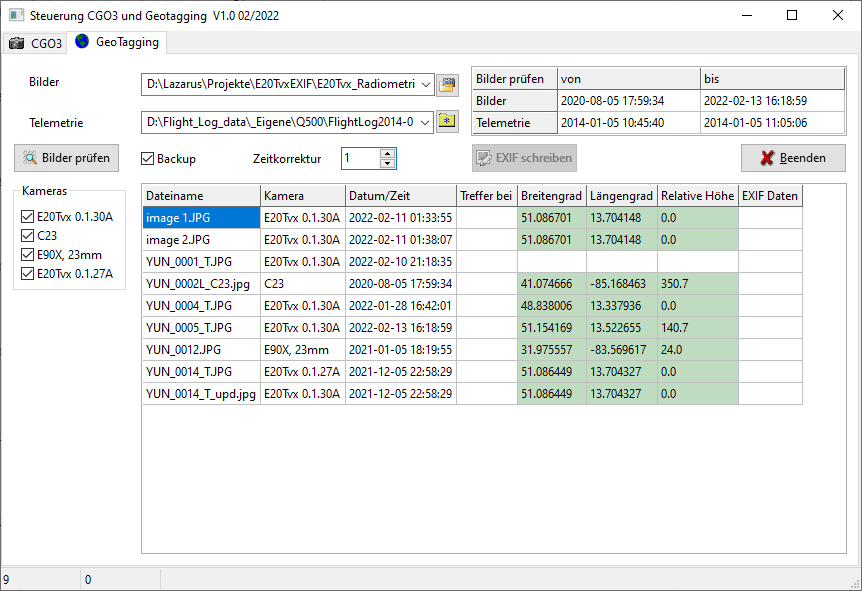 Steuerung CGO3 und Geotagging V1.0 02/2022
CGO3 GeoTagging
Bilder D:\Lazarus\Projekte\E20TvxEXIF\E20Tvx_Radiometri
Telemetrie D:\Flight_Log_data\_Eigene\Q500\FlightLog2014-0
Bilder prüfen von bis
Bilder 2020-08-05 17:59:34 2022-02-13 16:18:59
Telemetrie 2014-01-05 10:45:40 2014-01-05 11:05:06
Bilder prüfen Backup Zeitkorrektur 1 EXIF schreiben Beenden
Kameras
E20Tvx 0.1.30A
C23
E90X, 23mm
E20Tvx 0.1.27A
Dateiname Kamera Datum/Zeit Treffer bei Breitengrad Längengrad Relative Höhe EXIF Daten
image 1.JPG E20Tvx 0.1.30A 2022-02-11 01:33:55 51.086701 13.704148 0.0
image 2.JPG E20Tvx 0.1.30A 2022-02-11 01:38:07 51.086701 13.704148 0.0
YUN_0001_T.JPG E20Tvx 0.1.30A 2022-02-10 21:18:35
YUN_0002L_C23.jpg C23 2020-08-05 17:59:34 41.074666 -85.168463 350.7
YUN_0004_T.JPG E20Tvx 0.1.30A 2022-01-28 16:42:01 48.838006 13.337936 0.0
YUN_0005_T.JPG E20Tvx 0.1.30A 2022-02-13 16:18:59 51.154169 13.522655 140.7
YUN_0012.JPG E90X, 23mm 2021-01-05 18:19:55 31.975557 -83.569617 24.0
YUN_0014_T.JPG E20Tvx 0.1.27A 2021-12-05 22:58:29 51.086449 13.704327 0.0
YUN_0014_T_upd.jpg E20Tvx 0.1.30A 2021-12-05 22:58:29 51.086449 13.704327 0.0
9 0